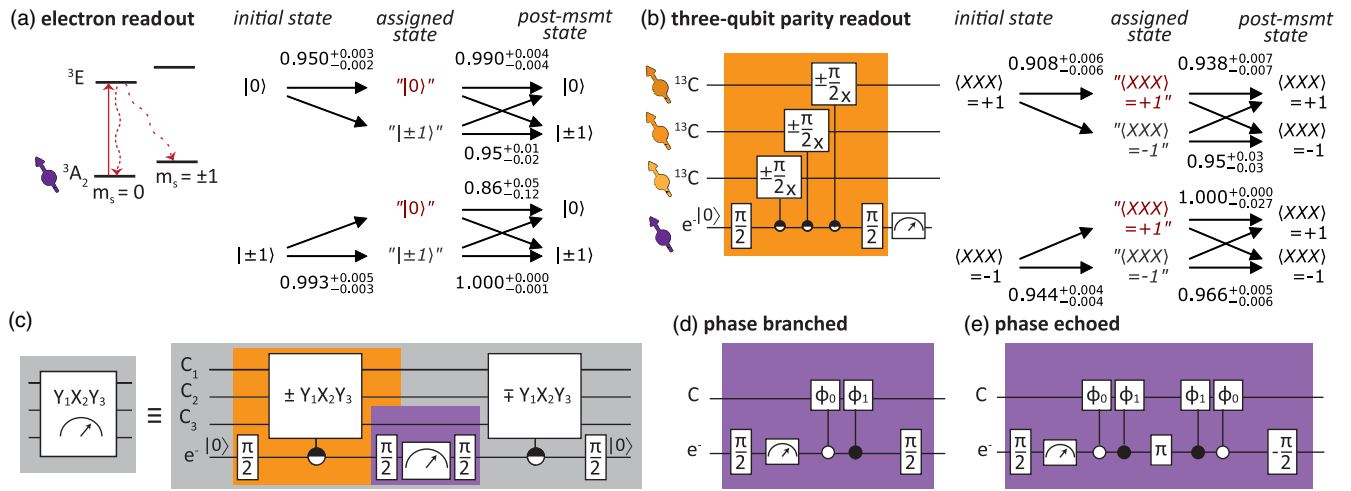 (a) electron readout
initial state
assigned state
post-msmt state
³E
³A₂
mₛ = 0
mₛ = ±1
0.950 +0.003 −0.002
0.990 +0.004 −0.004
|0⟩
"|0⟩"
|0⟩
"|±1⟩"
|±1⟩
0.95 +0.01 −0.02
0.86 +0.05 −0.12
"|0⟩"
|0⟩
|±1⟩
"|±1⟩"
|±1⟩
0.993 +0.005 −0.003
1.000 +0.000 −0.001
(b) three-qubit parity readout
initial state
assigned state
post-msmt state
¹³C
±π/2 x
¹³C
±π/2 x
¹³C
±π/2 x
e⁻ |0⟩
π/2
π/2
0.908 +0.006 −0.006
0.938 +0.007 −0.007
⟨XXX⟩ =+1
"⟨XXX⟩ =+1"
⟨XXX⟩ =+1
"⟨XXX⟩ =-1"
⟨XXX⟩ =-1
0.95 +0.03 −0.03
1.000 +0.000 −0.027
"⟨XXX⟩ =+1"
⟨XXX⟩ =+1
⟨XXX⟩ =-1
"⟨XXX⟩ =-1"
⟨XXX⟩ =-1
0.944 +0.004 −0.004
0.966 +0.005 −0.006
(c)
Y₁X₂Y₃
≡
C₁
C₂
C₃
e⁻ |0⟩
± Y₁X₂Y₃
∓ Y₁X₂Y₃
π/2
π/2
π/2
π/2
|0⟩
(d) phase branched
C
ϕ₀
ϕ₁
e⁻
π/2
π/2
(e) phase echoed
C
ϕ₀
ϕ₁
ϕ₁
ϕ₀
e⁻
π/2
π
-π/2